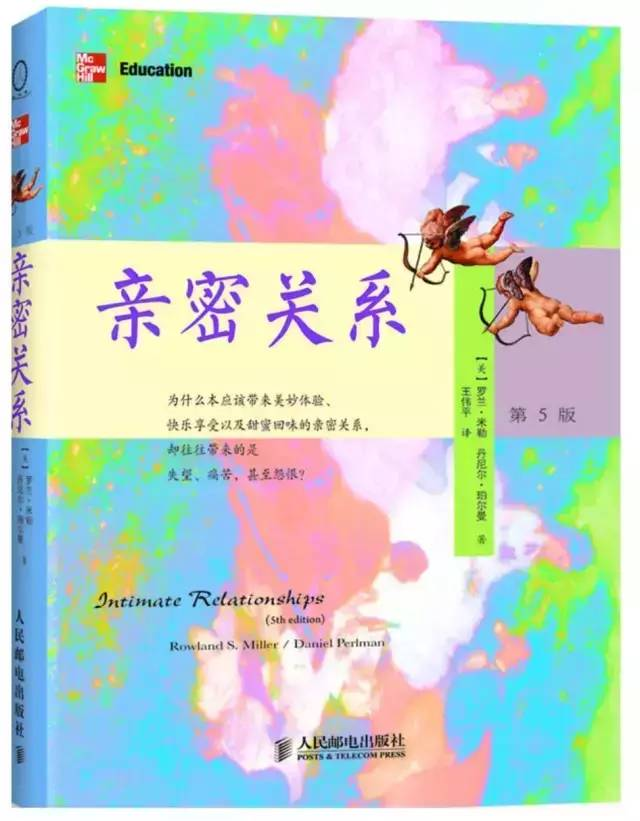 Mc
Graw
Hill
Education
亲密关系
为什么本应该带来美妙体验、
快乐享受以及甜蜜回味的亲密关系，
却往往带来的是
失望、痛苦，甚至怨恨？
［美］罗兰·米勒 丹尼尔·珀尔曼 著
王伟平 译
第5版
Intimate Relationships
(5th edition)
Rowland S. Miller / Daniel Perlman
人民邮电出版社
POSTS & TELECOM PRESS
第5版
亲密关系
［美］罗兰·米勒
丹尼尔·珀尔曼 著
人民邮电出版社